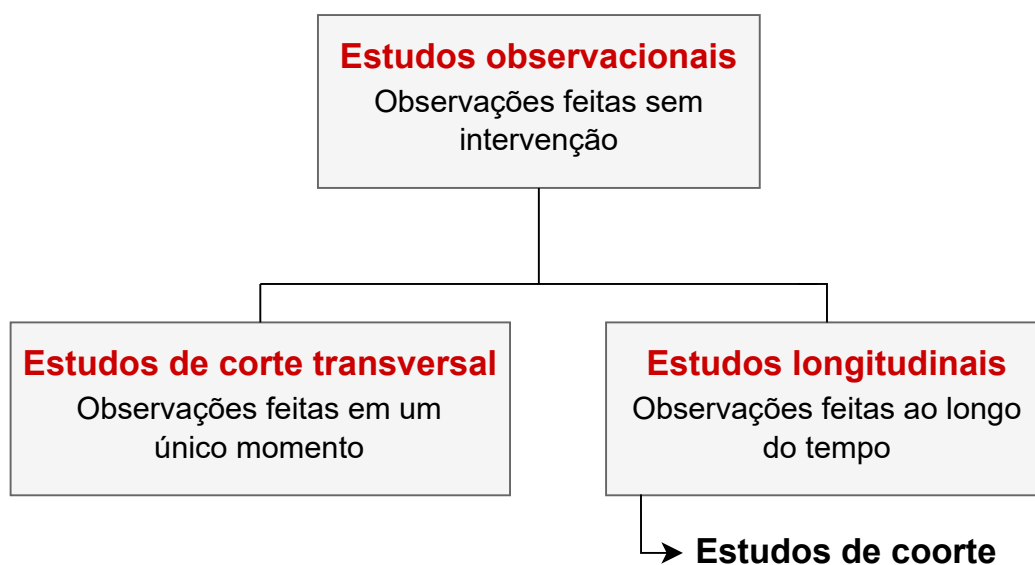 Estudos observacionais
Observações feitas sem
intervenção
Estudos de corte transversal
Observações feitas em um
único momento
Estudos longitudinais
Observações feitas ao longo
do tempo
Estudos de coorte